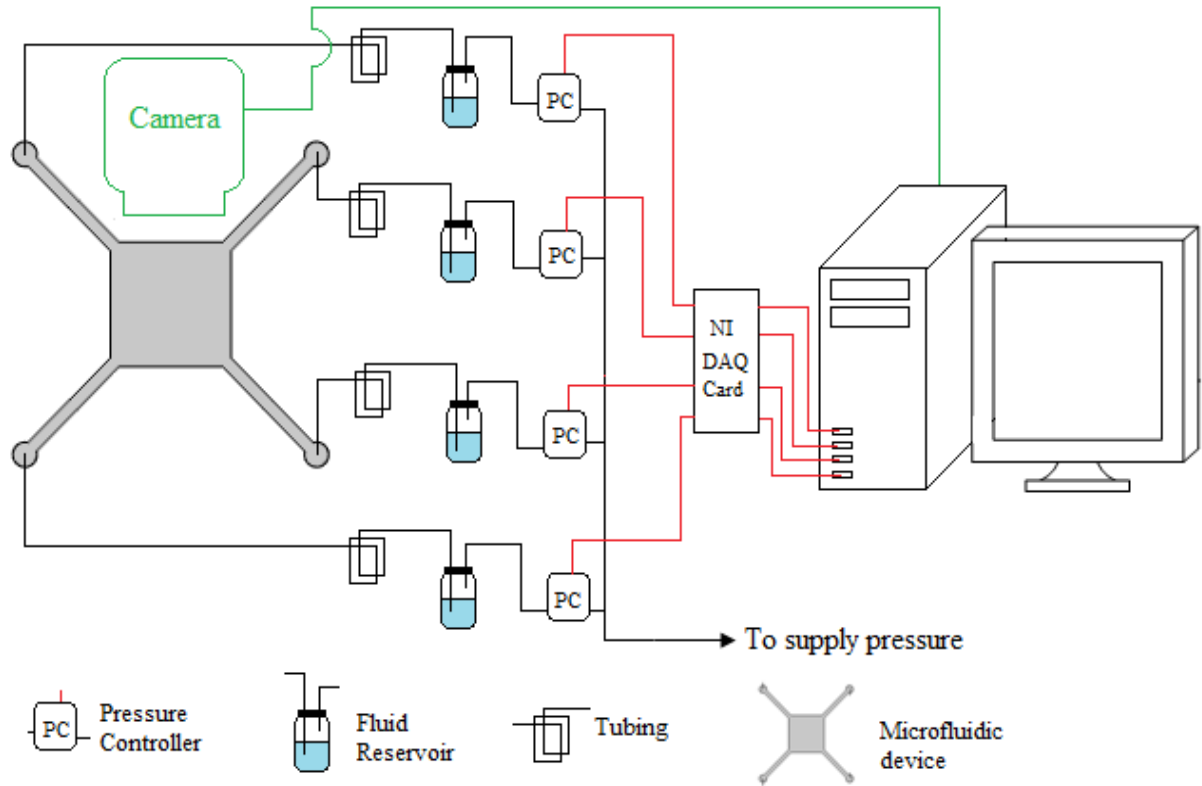 Camera
PC
PC
NI
DAQ
Card
PC
PC
To supply pressure
PC
Pressure
Controller
Fluid
Reservoir
Tubing
Microfluidic
device